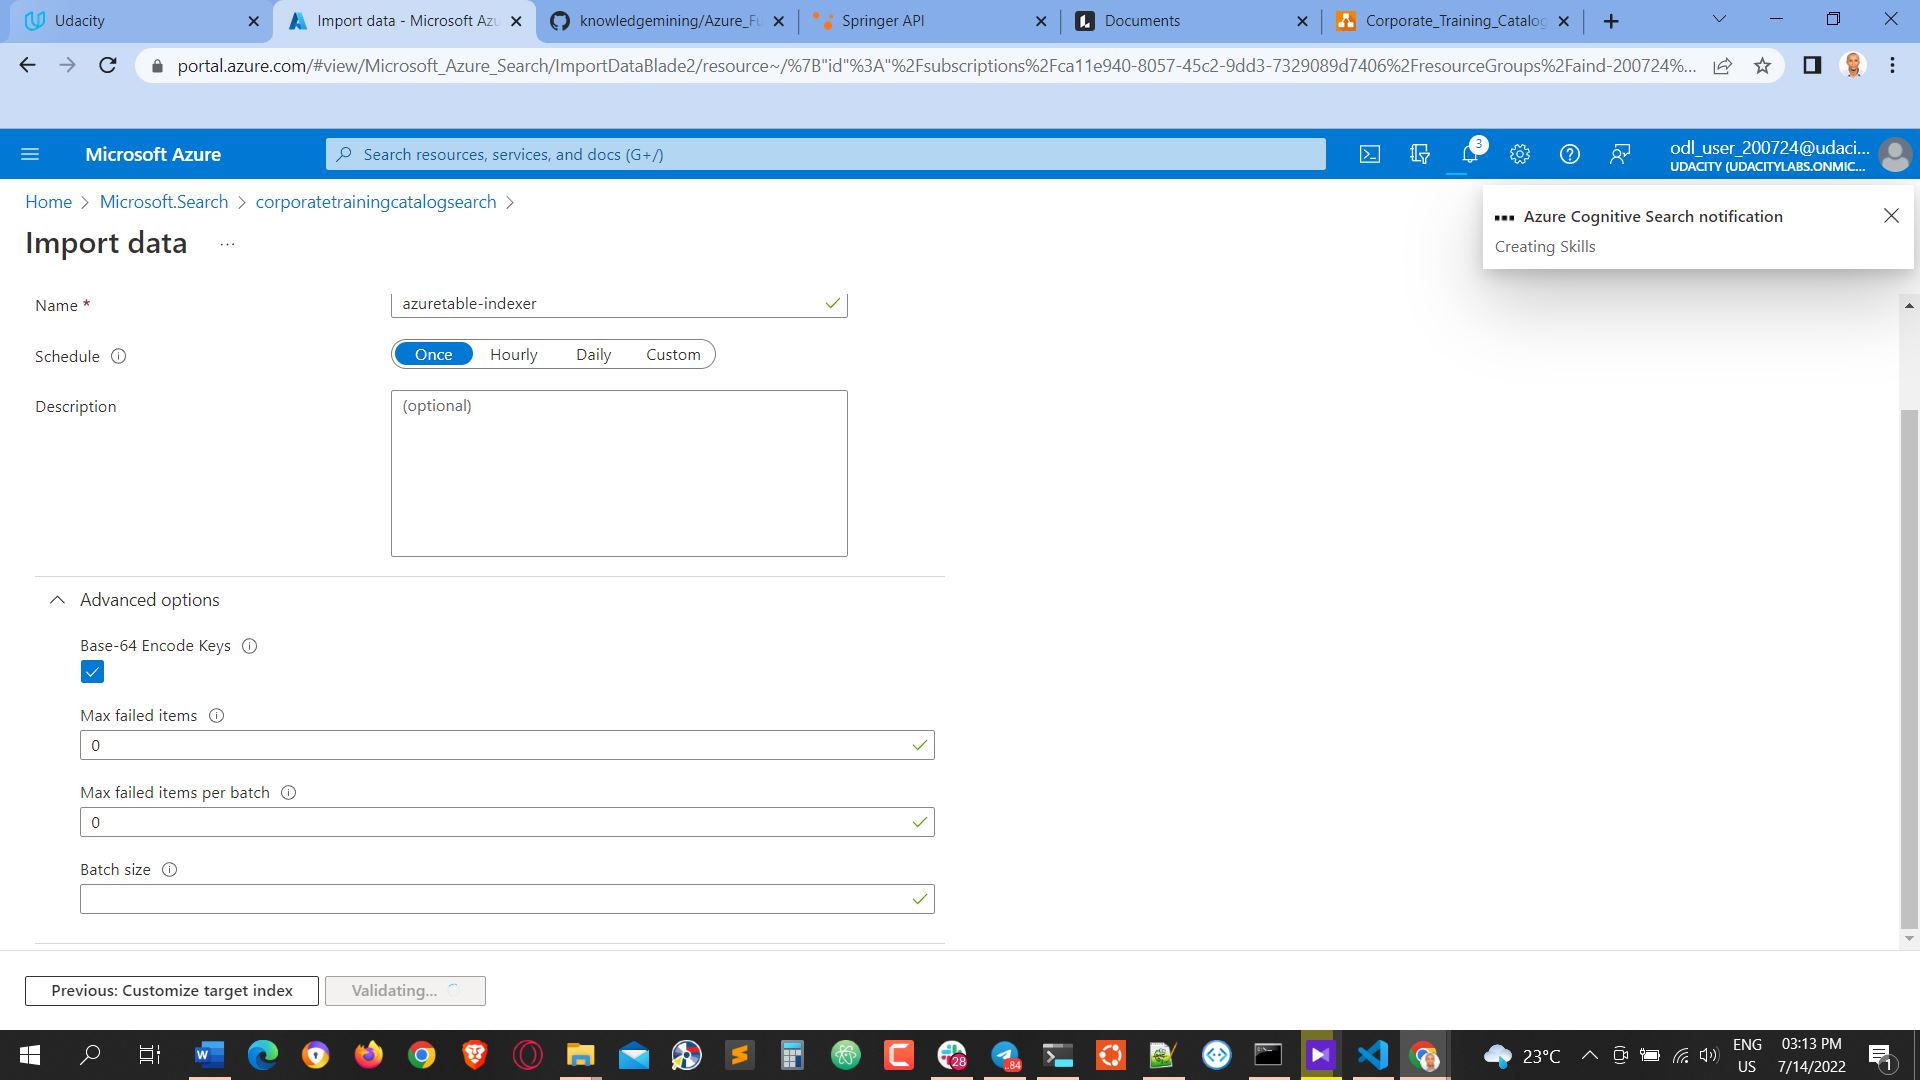 Udacity
Import data - Microsoft Azu
knowledgemining/Azure_Fu
Springer API
Documents
Corporate_Training_Catalog
portal.azure.com/#view/Microsoft_Azure_Search/ImportDataBlade2/resource~/%7B"id"%3A"%2Fsubscriptions%2Fca11e940-8057-45c2-9dd3-7329089d7406%2FresourceGroups%2Faind-200724%...
Microsoft Azure
Search resources, services, and docs (G+/)
3
odl_user_200724@udaci...
UDACITY (UDACITYLABS.ONMIC...
Home > Microsoft.Search > corporatetrainingcatalogsearch >
Import data ...
Azure Cognitive Search notification
Creating Skills
Name *
azuretable-indexer
Schedule
Once
Hourly
Daily
Custom
Description
(optional)
Advanced options
Base-64 Encode Keys
Max failed items
0
Max failed items per batch
0
Batch size
Previous: Customize target index
Validating...
28
84
23°C
ENG
US
03:13 PM
7/14/2022
1